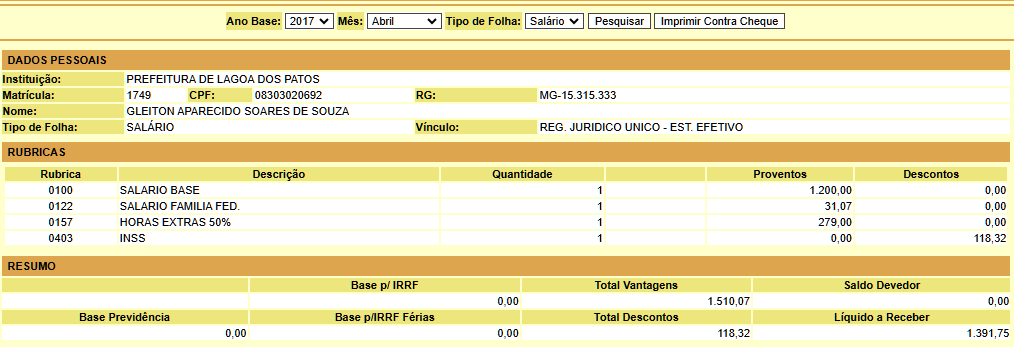 Ano Base: 2017 Mês: Abril Tipo de Folha: Salário Pesquisar Imprimir Contra Cheque
DADOS PESSOAIS
Instituição: PREFEITURA DE LAGOA DOS PATOS
Matrícula: 1749 CPF: 08303020692 RG: MG-15.315.333
Nome: GLEITON APARECIDO SOARES DE SOUZA
Tipo de Folha: SALÁRIO Vínculo: REG. JURIDICO UNICO - EST. EFETIVO
RUBRICAS
Rubrica Descrição Quantidade Proventos Descontos
0100 SALARIO BASE 1 1.200,00 0,00
0122 SALARIO FAMILIA FED. 1 31,07 0,00
0157 HORAS EXTRAS 50% 1 279,00 0,00
0403 INSS 1 0,00 118,32
RESUMO
Base p/ IRRF Total Vantagens Saldo Devedor
0,00 1.510,07 0,00
Base Previdência Base p/IRRF Férias Total Descontos Líquido a Receber
0,00 0,00 118,32 1.391,75